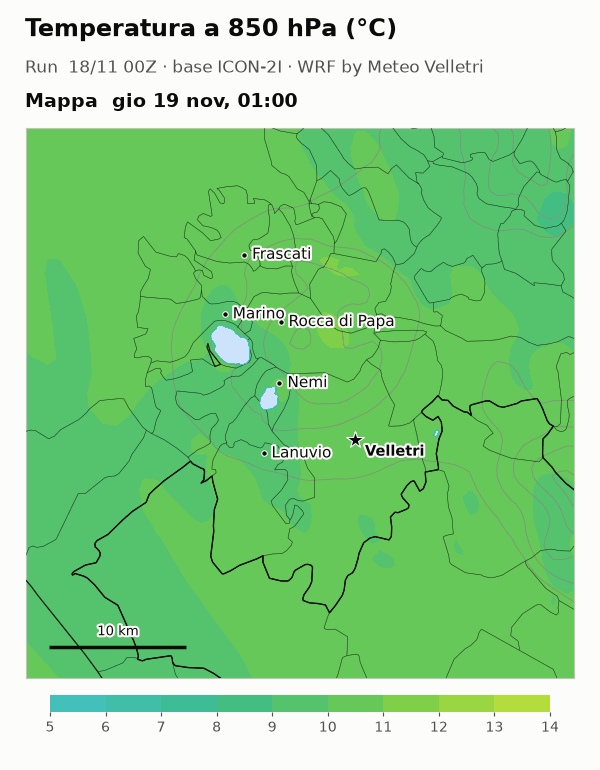 Temperatura a 850 hPa (°C)
Run  18/11 00Z · base ICON-2I · WRF by Meteo Velletri
Mappa  gio 19 nov, 01:00
Frascati
Marino
Rocca di Papa
Nemi
Velletri
Lanuvio
10 km
5 6 7 8 9 10 11 12 13 14